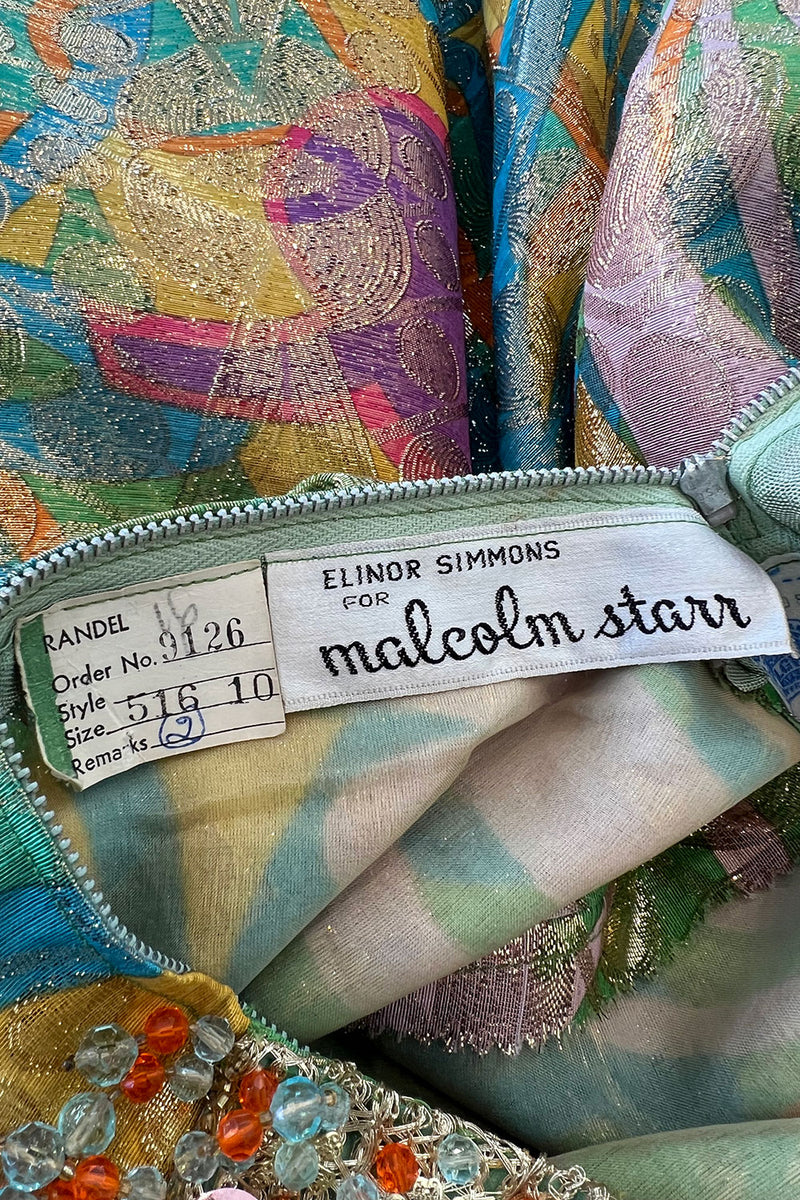 RANDEL 16
Order No. 9126
Style 516 10
Size
Remarks 2
ELINOR SIMMONS
FOR
malcolm starr